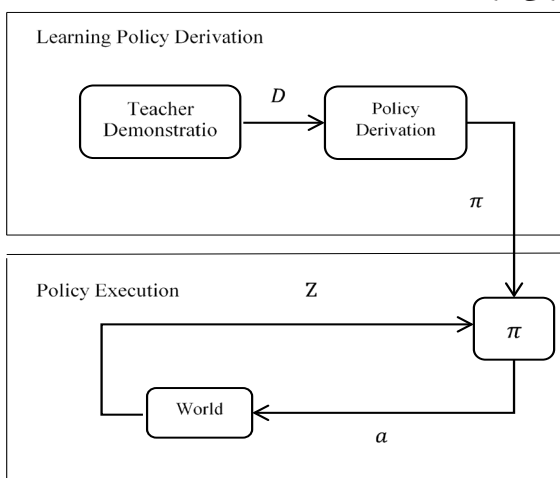 Learning Policy Derivation
Teacher
Demonstratio
D
Policy
Derivation
π
Policy Execution
Z
π
World
a